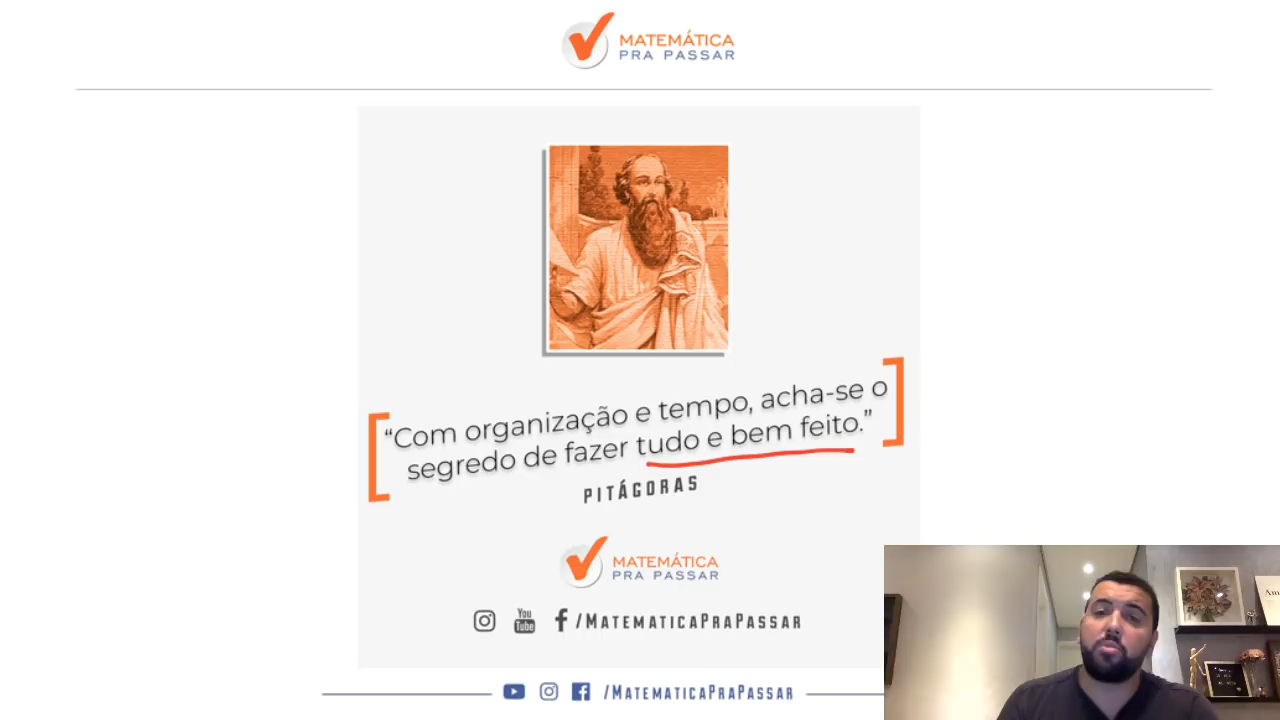 MATEMÁTICA
PRA PASSAR
“Com organização e tempo, acha-se o
segredo de fazer tudo e bem feito.”
PITÁGORAS
MATEMÁTICA
PRA PASSAR
You
Tube
/MATEMATICAPRAPASSAR
/MATEMATICAPRAPASSAR